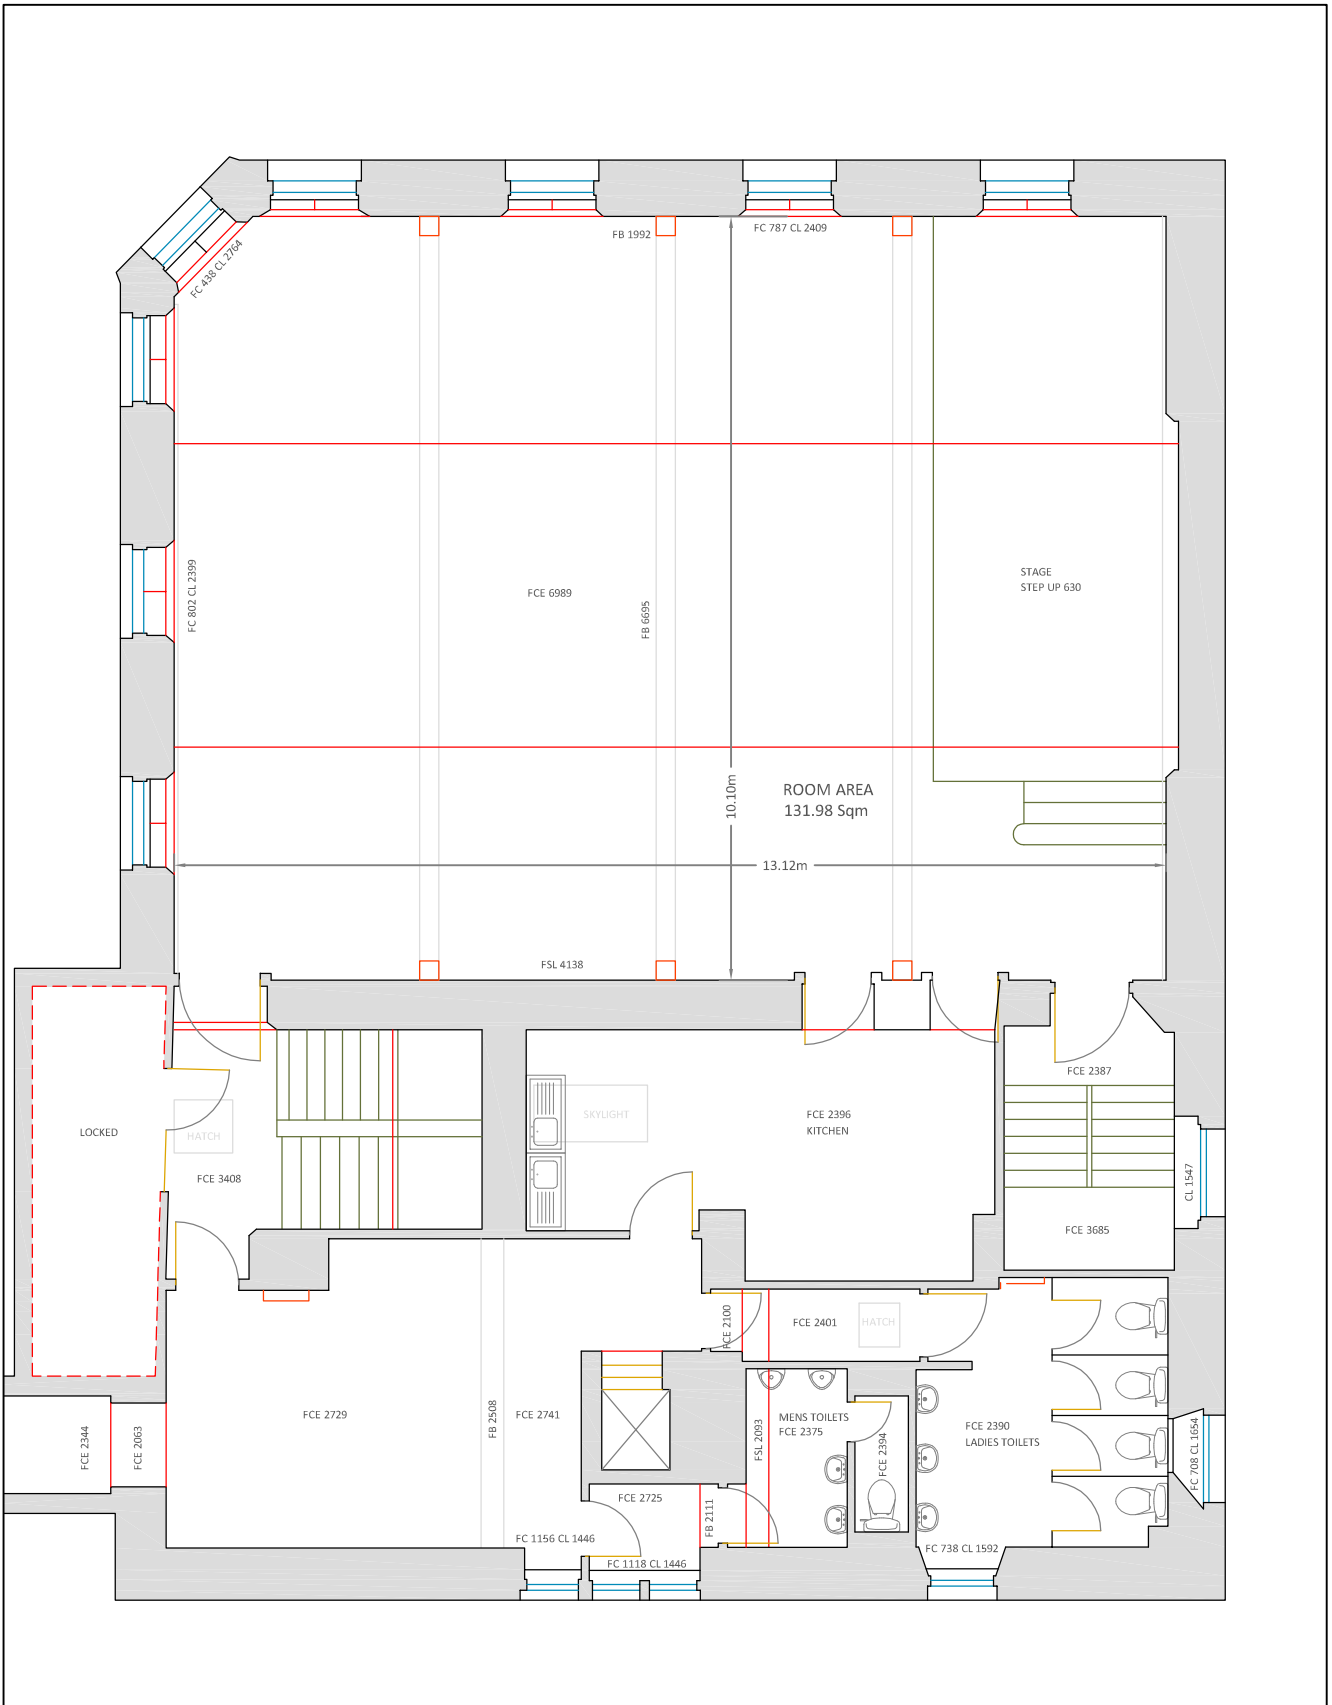 FC 438 CL 2764
FB 1992
FC 787 CL 2409
FC 802 CL 2399
FCE 6989
FB 6695
STAGE
STEP UP 630
10.10m
ROOM AREA
131.98 Sqm
13.12m
FSL 4138
LOCKED
HATCH
FCE 3408
SKYLIGHT
FCE 2396
KITCHEN
FCE 2387
CL 1547
FCE 3685
FCE 2100
FCE 2401
HATCH
FCE 2344
FCE 2063
FCE 2729
FB 2508
FCE 2741
FSL 2093
MENS TOILETS
FCE 2375
FCE 2394
FCE 2390
LADIES TOILETS
FC 708 CL 1654
FCE 2725
FB 2111
FC 1156 CL 1446
FC 1118 CL 1446
FC 738 CL 1592